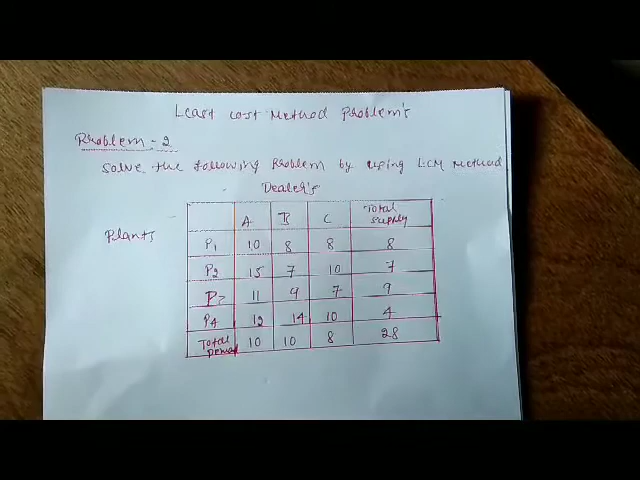 Least cost Method Problem's
Problem-2
Solve the following Problem by using LCM Method
Dealer's
Plants
A B C Total Supply
P1 10 8 8 8
P2 15 7 10 7
P3 11 9 7 9
P4 12 14 10 4
Total Demad 10 10 8 28